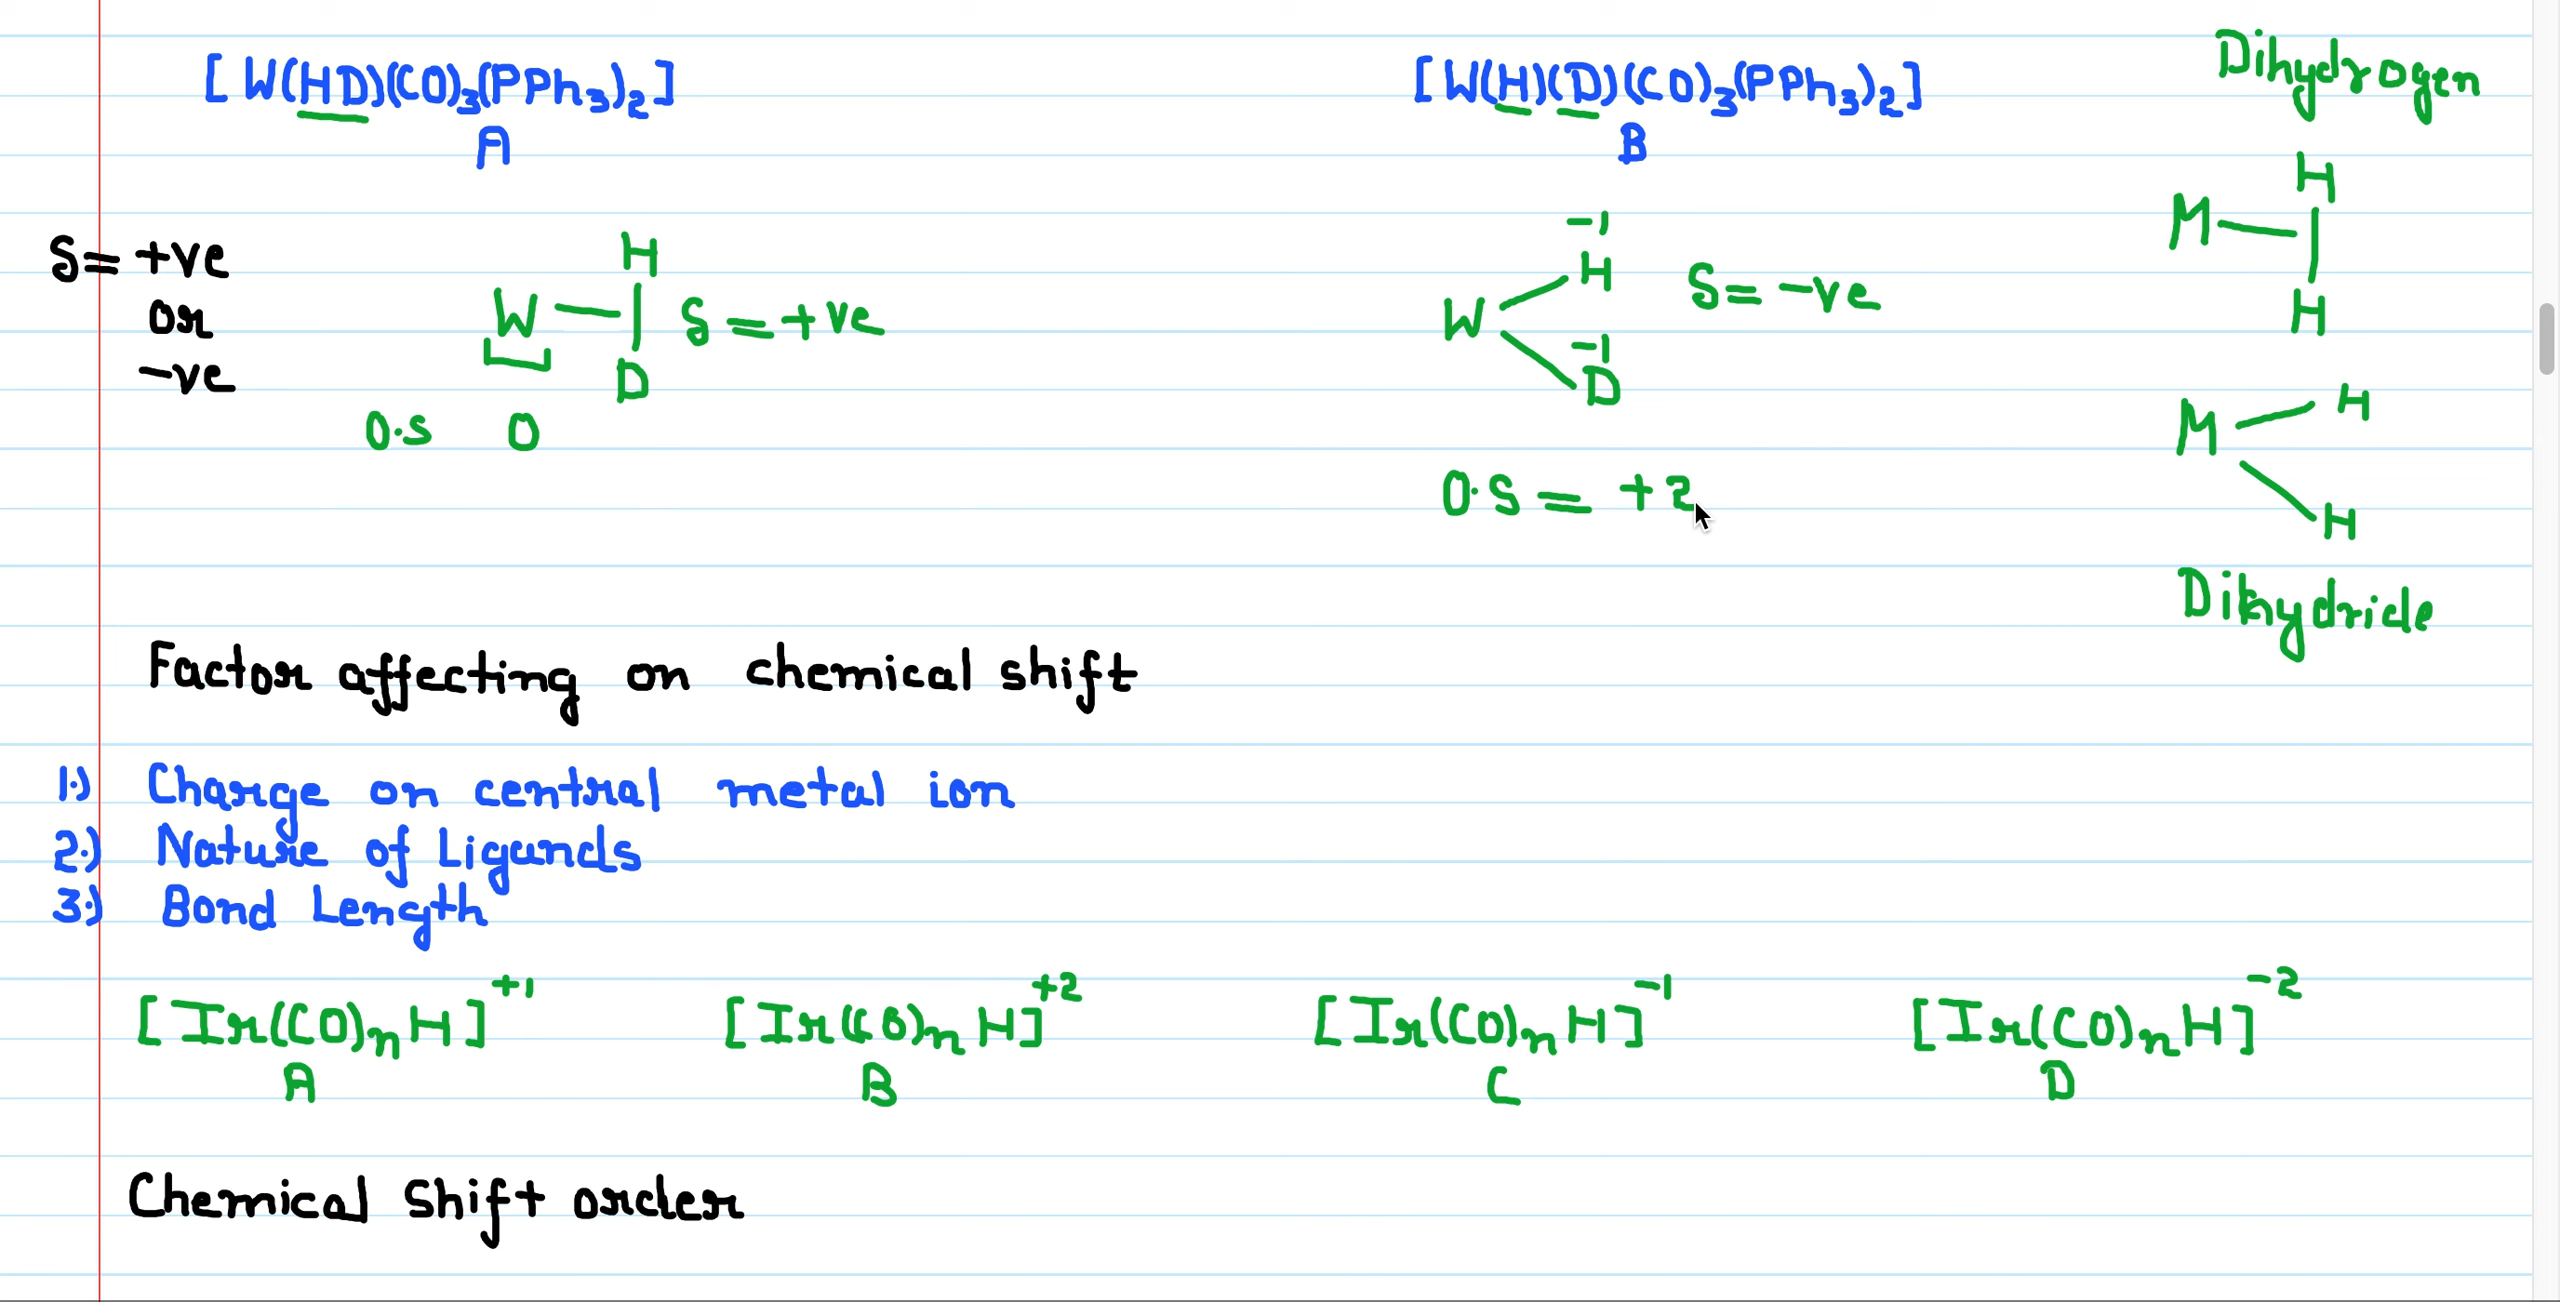 [W(HD)(CO)₃(PPh₃)₂]
A
[W(H)(D)(CO)₃(PPh₃)₂]
B
Dihydrogen
H
M
H
δ = +ve
or
-ve
H
W
D
δ = +ve
O.S 0
-1
H
W
-1
D
δ = -ve
O.S = +2
M
H
H
Dihydride
Factor affecting on chemical shift
1.) Charge on central metal ion
2.) Nature of Ligands
3.) Bond Length
[Ir(CO)ₙH]⁺¹ [Ir(CO)ₙH]⁺² [Ir(CO)ₙH]⁻¹ [Ir(CO)ₙH]⁻²
A B C D
Chemical shift order